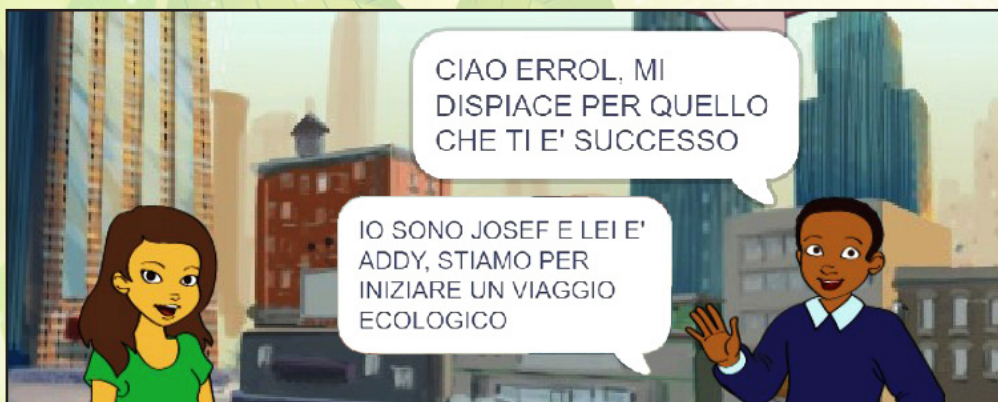 CIAO ERROL, MI
DISPIACE PER QUELLO
CHE TI E' SUCCESSO
IO SONO JOSEF E LEI E'
ADDY, STIAMO PER
INIZIARE UN VIAGGIO
ECOLOGICO